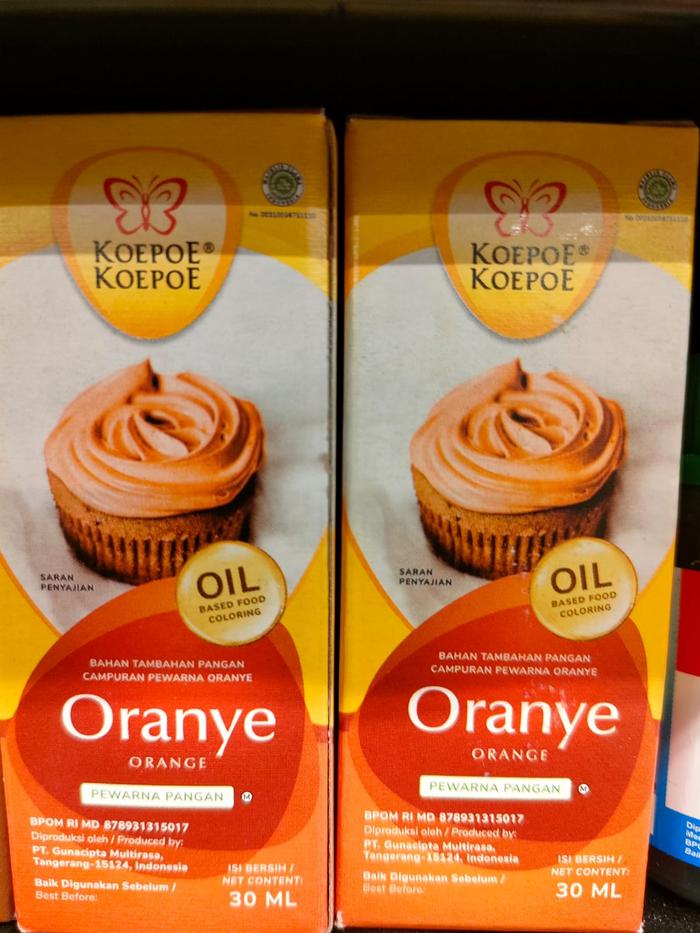 KOEPOE®
KOEPOE
SARAN
PENYAJIAN
OIL
BASED FOOD
COLORING
BAHAN TAMBAHAN PANGAN
CAMPURAN PEWARNA ORANYE
Oranye
ORANGE
PEWARNA PANGAN M
BPOM RI MD 878931315017
Diproduksi oleh / Produced by:
PT. Gunacipta Multirasa,
Tangerang-15124, Indonesia
Baik Digunakan Sebelum /
Best Before:
ISI BERSIH /
NET CONTENT:
30 ML
KOEPOE®
KOEPOE
SARAN
PENYAJIAN
OIL
BASED FOOD
COLORING
BAHAN TAMBAHAN PANGAN
CAMPURAN PEWARNA ORANYE
Oranye
ORANGE
PEWARNA PANGAN M
BPOM RI MD 878931315017
Diproduksi oleh / Produced by:
PT. Gunacipta Multirasa,
Tangerang-15124, Indonesia
Baik Digunakan Sebelum /
Best Before:
ISI BERSIH /
NET CONTENT:
30 ML